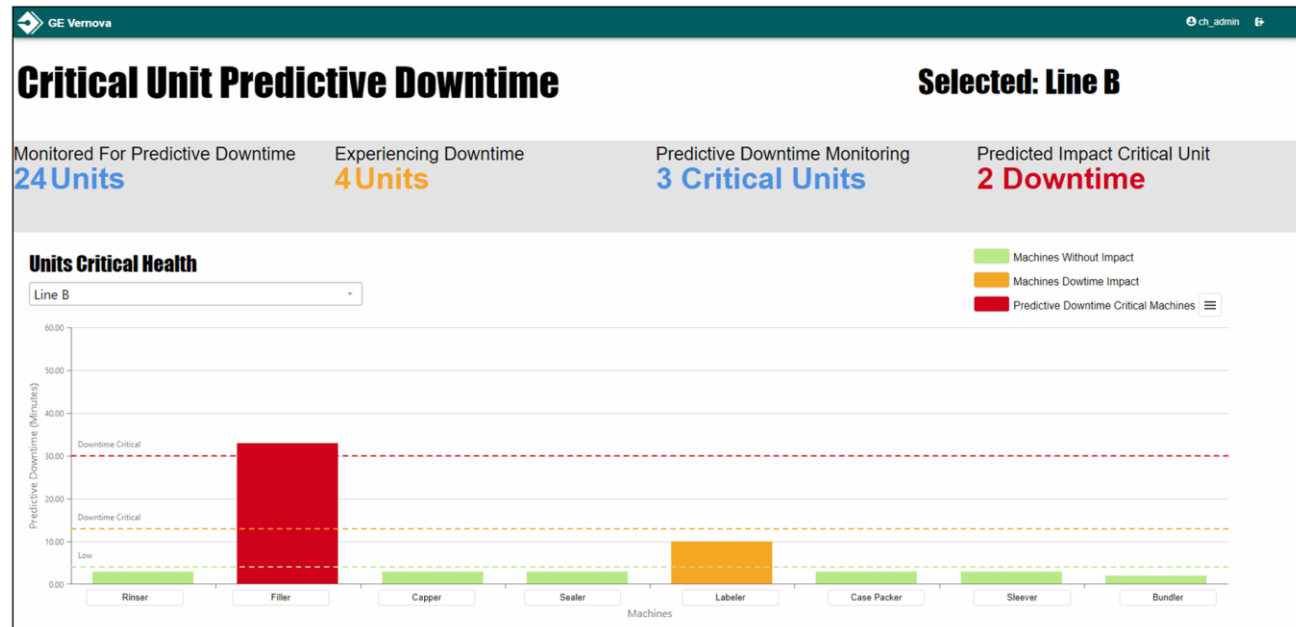 GE Vernova
ch_admin
Critical Unit Predictive Downtime
Selected: Line B
Monitored For Predictive Downtime
24 Units
Experiencing Downtime
4 Units
Predictive Downtime Monitoring
3 Critical Units
Predicted Impact Critical Unit
2 Downtime
Units Critical Health
Line B
Machines Without Impact
Machines Dowtime Impact
Predictive Downtime Critical Machines
Predictive Downtime (Minutes)
60.00
50.00
40.00
Downtime Critical
30.00
20.00
Downtime Critical
10.00
Low
0.00
Rinser
Filler
Capper
Sealer
Labeler
Case Packer
Sleever
Bundler
Machines